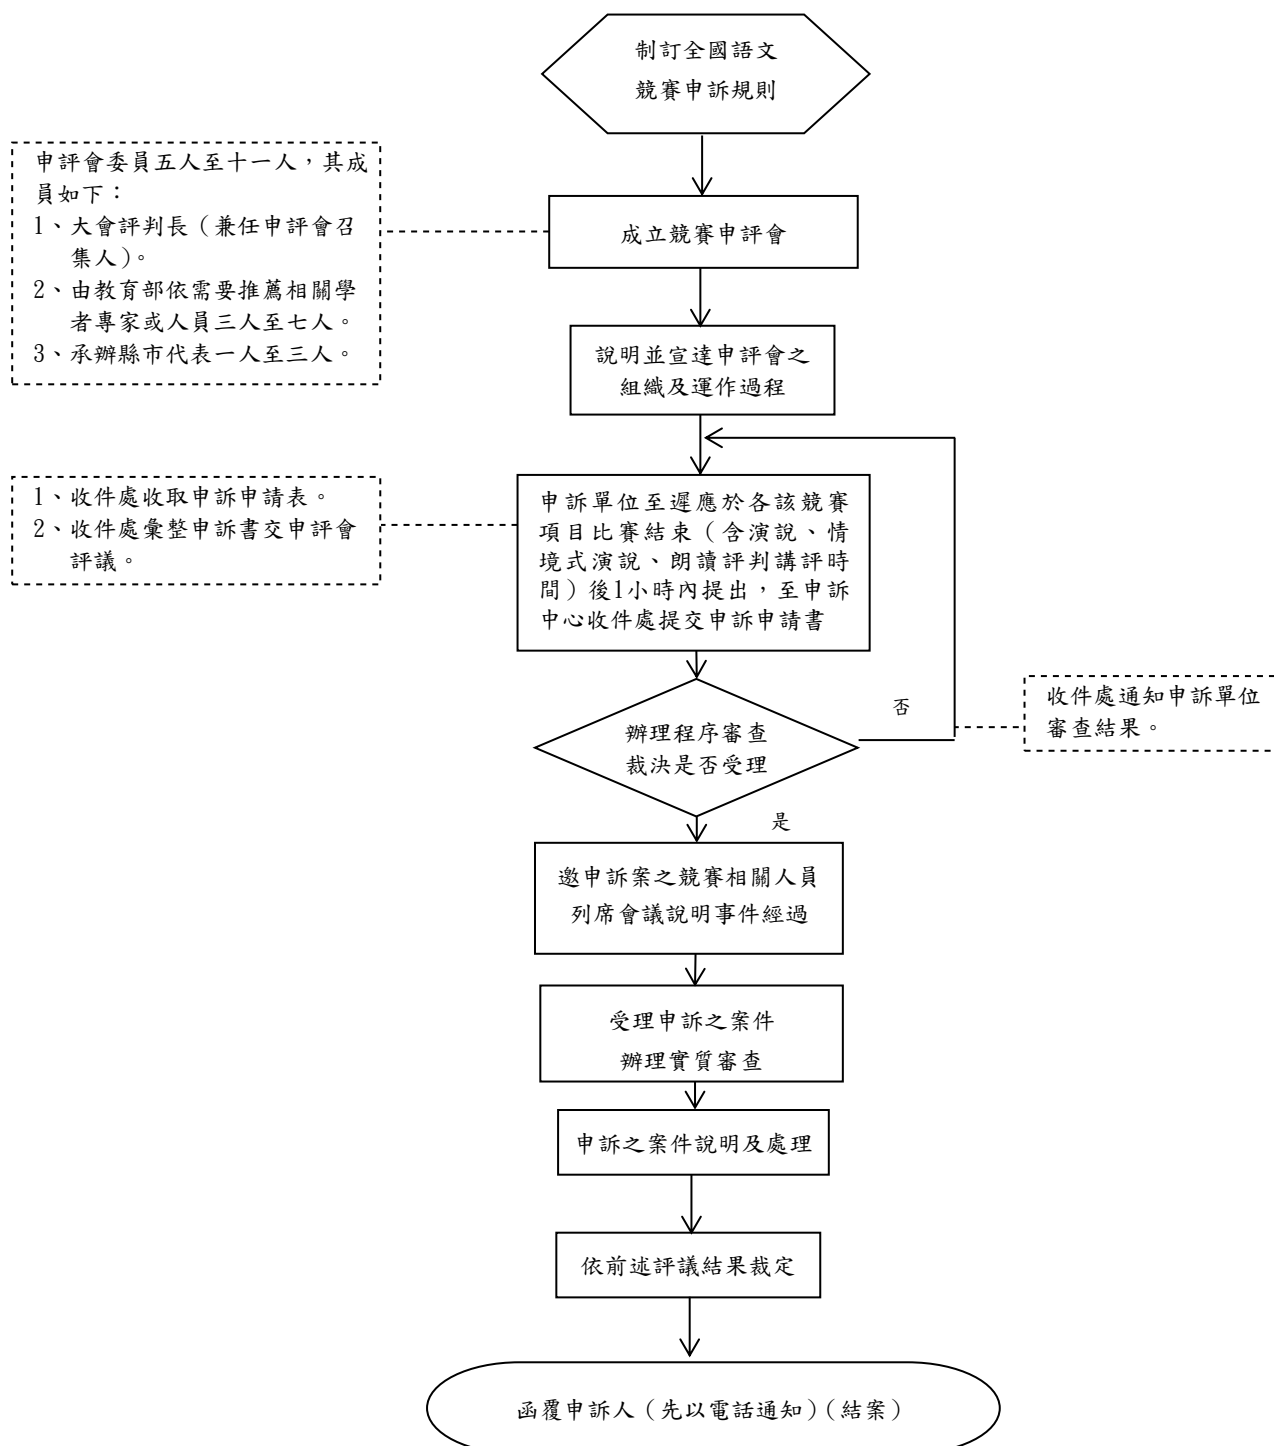 制訂全國語文
競賽申訴規則
申評會委員五人至十一人，其成
員如下：
1、大會評判長（兼任申評會召
集人）。
2、由教育部依需要推薦相關學
者專家或人員三人至七人。
3、承辦縣市代表一人至三人。
成立競賽申評會
說明並宣達申評會之
組織及運作過程
1、收件處收取申訴申請表。
2、收件處彙整申訴書交申評會
評議。
申訴單位至遲應於各該競賽
項目比賽結束（含演說、情
境式演說、朗讀評判講評時
間）後1小時內提出，至申訴
中心收件處提交申訴申請書
辦理程序審查
裁決是否受理
否
收件處通知申訴單位
審查結果。
是
邀申訴案之競賽相關人員
列席會議說明事件經過
受理申訴之案件
辦理實質審查
申訴之案件說明及處理
依前述評議結果裁定
函覆申訴人（先以電話通知）（結案）